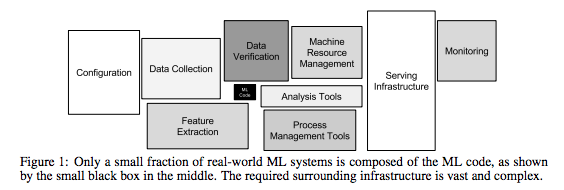 Configuration
Data Collection
Data
Verification
Machine
Resource
Management
Serving
Infrastructure
Monitoring
ML
Code
Analysis Tools
Feature
Extraction
Process
Management Tools
Figure 1: Only a small fraction of real-world ML systems is composed of the ML code, as shown
by the small black box in the middle. The required surrounding infrastructure is vast and complex.